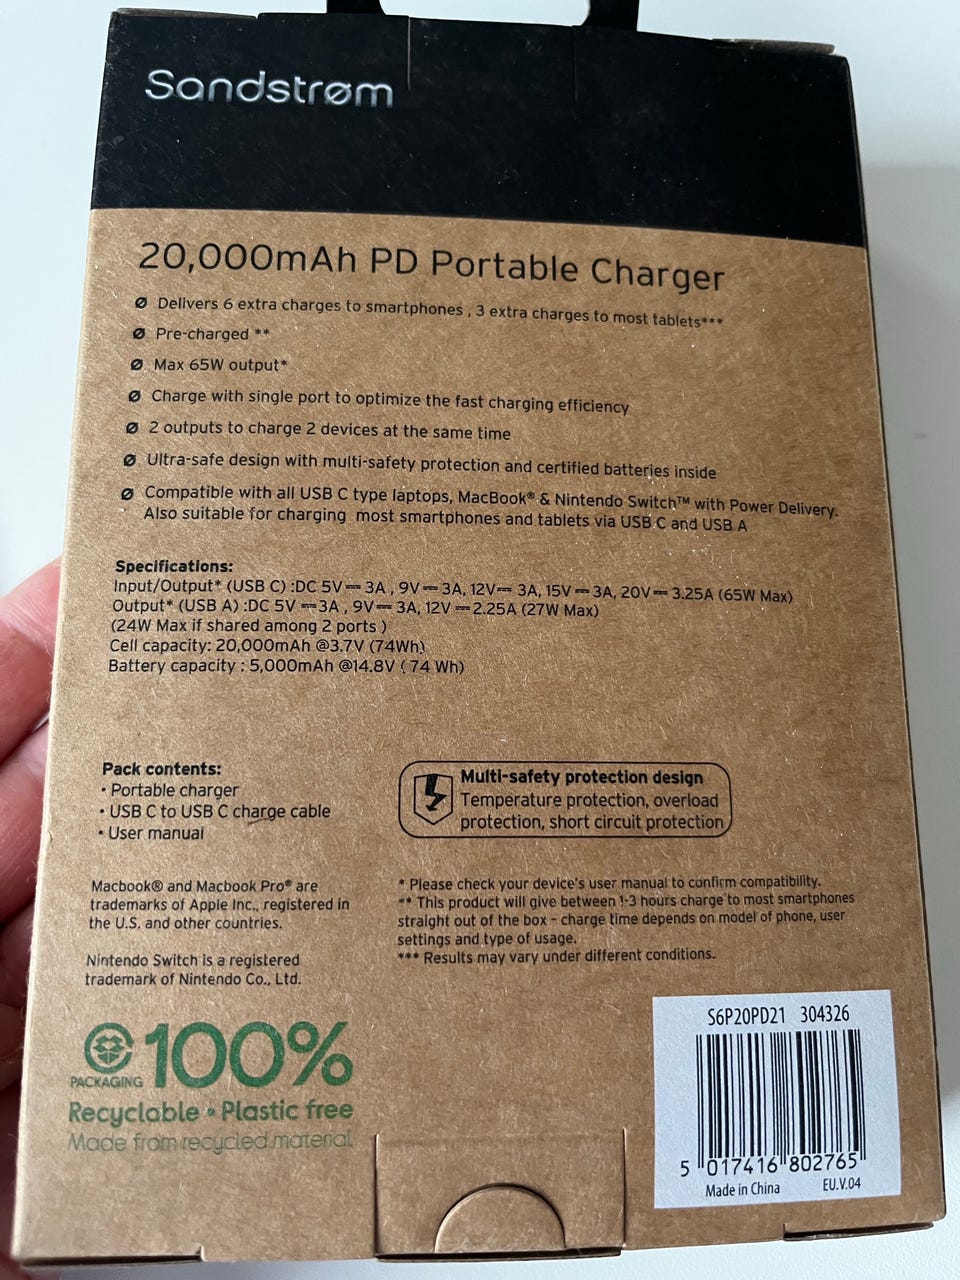 Sandstrøm
20,000mAh PD Portable Charger
Ø Delivers 6 extra charges to smartphones , 3 extra charges to most tablets***
Ø Pre-charged **
Ø Max 65W output*
Ø Charge with single port to optimize the fast charging efficiency
Ø 2 outputs to charge 2 devices at the same time
Ø Ultra-safe design with multi-safety protection and certified batteries inside
Ø Compatible with all USB C type laptops, MacBook® & Nintendo Switch™ with Power Delivery.
Also suitable for charging most smartphones and tablets via USB C and USB A
Specifications:
Input/Output* (USB C) :DC 5V⎓3A , 9V⎓3A, 12V⎓ 3A, 15V⎓3A, 20V⎓ 3.25A (65W Max)
Output* (USB A) :DC 5V ⎓3A , 9V⎓ 3A, 12V ⎓2.25A (27W Max)
(24W Max if shared among 2 ports )
Cell capacity: 20,000mAh @3.7V (74Wh)
Battery capacity : 5,000mAh @14.8V ( 74 Wh)
Pack contents:
• Portable charger
• USB C to USB C charge cable
• User manual
Multi-safety protection design
Temperature protection, overload
protection, short circuit protection
Macbook® and Macbook Pro® are
trademarks of Apple Inc., registered in
the U.S. and other countries.
Nintendo Switch is a registered
trademark of Nintendo Co., Ltd.
* Please check your device's user manual to confirm compatibility.
** This product will give between 1-3 hours charge to most smartphones
straight out of the box – charge time depends on model of phone, user
settings and type of usage.
*** Results may vary under different conditions.
PACKAGING 100%
Recyclable • Plastic free
Made from recycled material
S6P20PD21 304326
5 017416 802765
Made in China EU.V.04